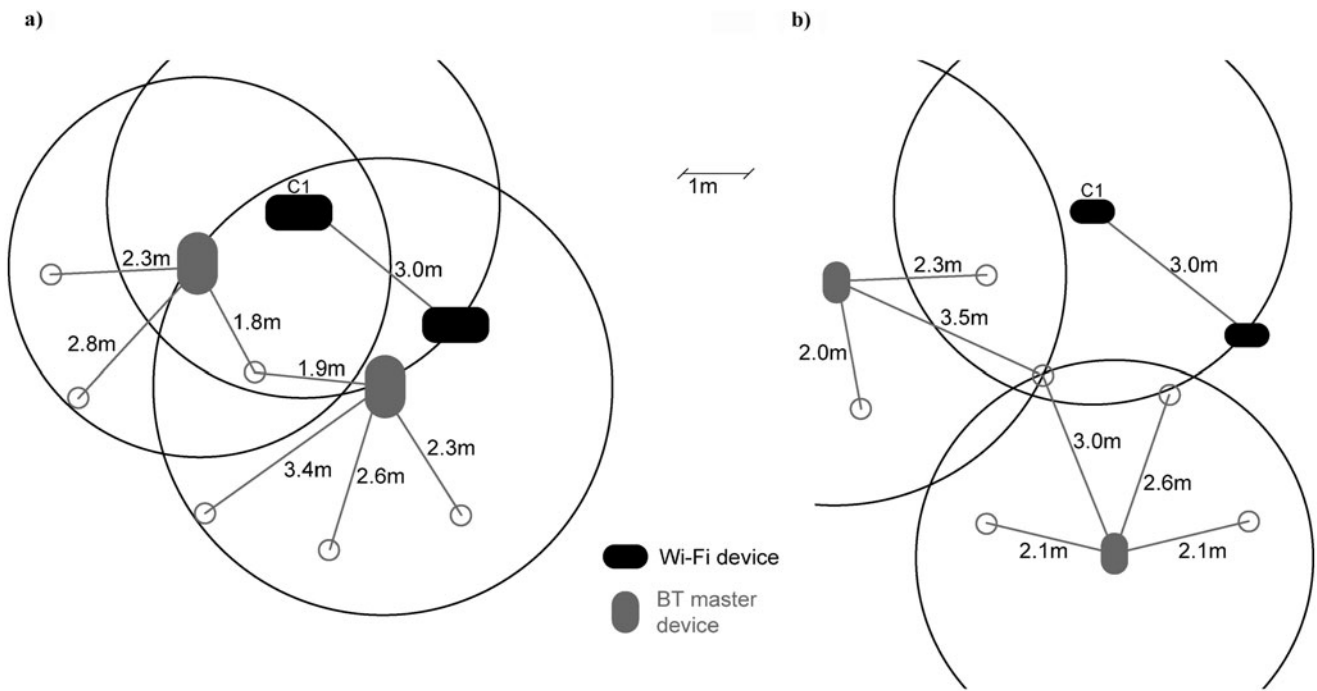 a)
b)
C1
2.3m
3.0m
1.8m
2.8m
1.9m
3.4m
2.6m
2.3m
1m
C1
2.3m
3.0m
3.5m
2.0m
3.0m
2.6m
2.1m
2.1m
Wi-Fi device
BT master
device